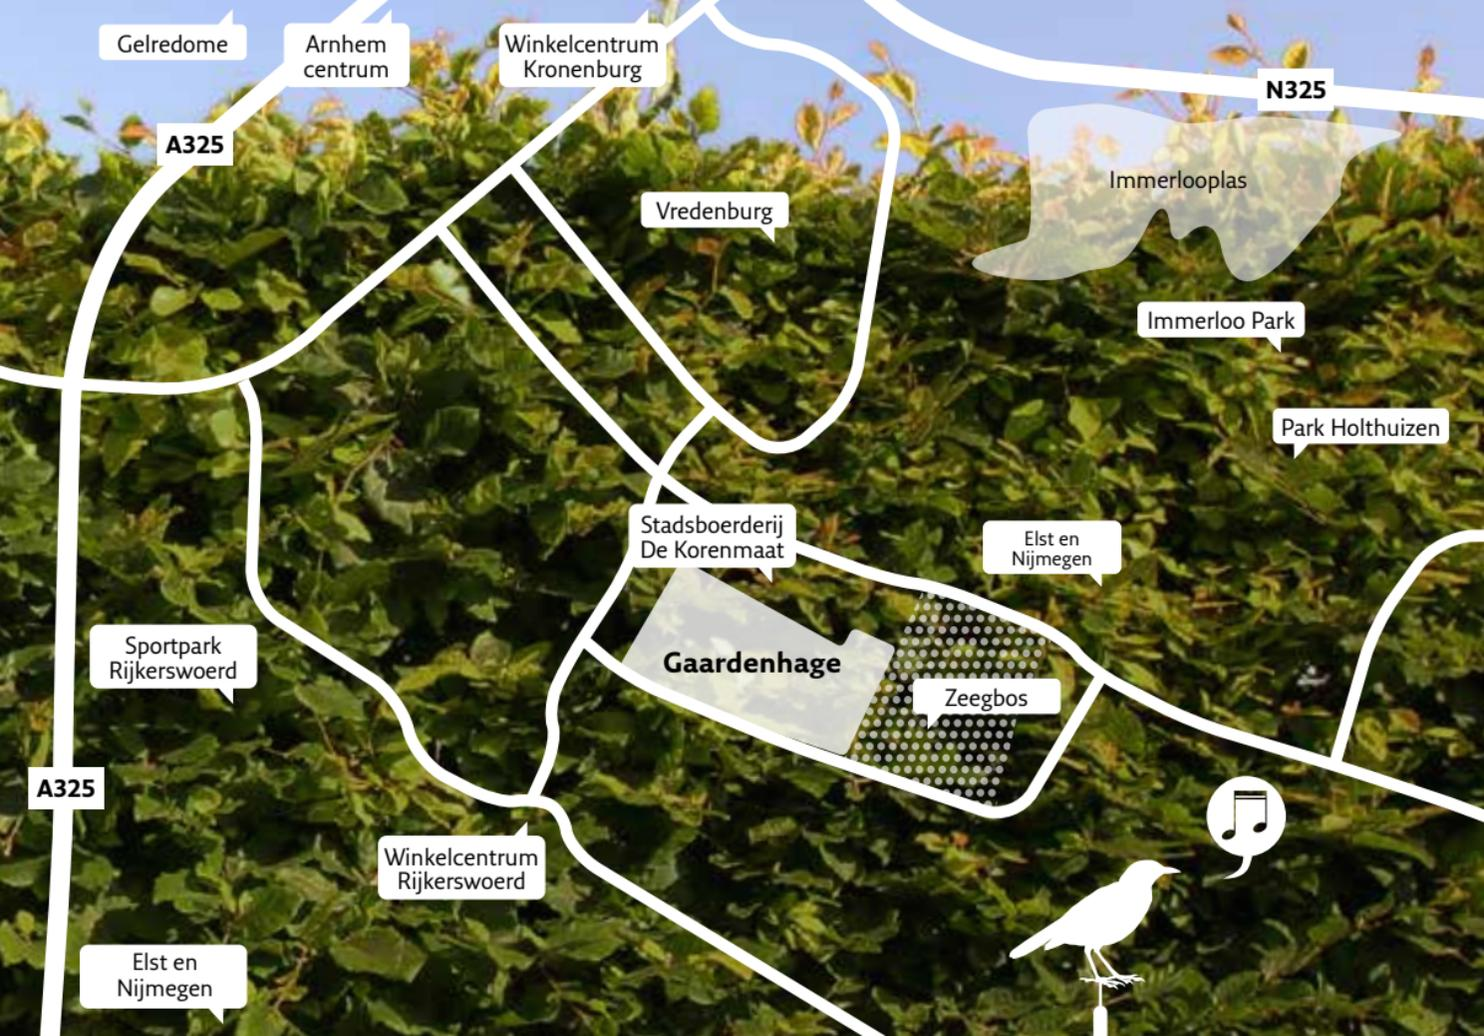 Gelredome
Arnhem
centrum
Winkelcentrum
Kronenburg
N325
A325
Immerlooplas
Vredenburg
Immerloo Park
Park Holthuizen
Stadsboerderij
De Korenmaat
Elst en
Nijmegen
Sportpark
Rijkerswoerd
Gaardenhage
Zeegbos
A325
Winkelcentrum
Rijkerswoerd
Elst en
Nijmegen